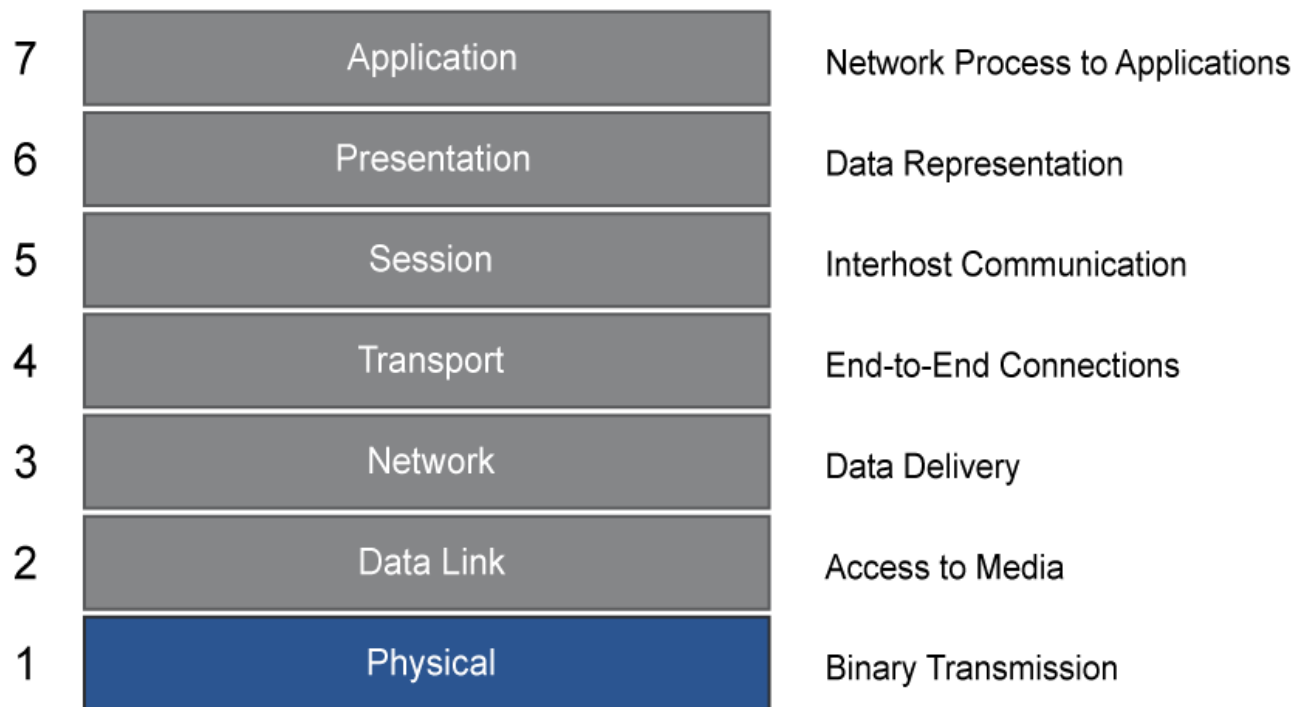 7 Application Network Process to Applications
6 Presentation Data Representation
5 Session Interhost Communication
4 Transport End-to-End Connections
3 Network Data Delivery
2 Data Link Access to Media
1 Physical Binary Transmission